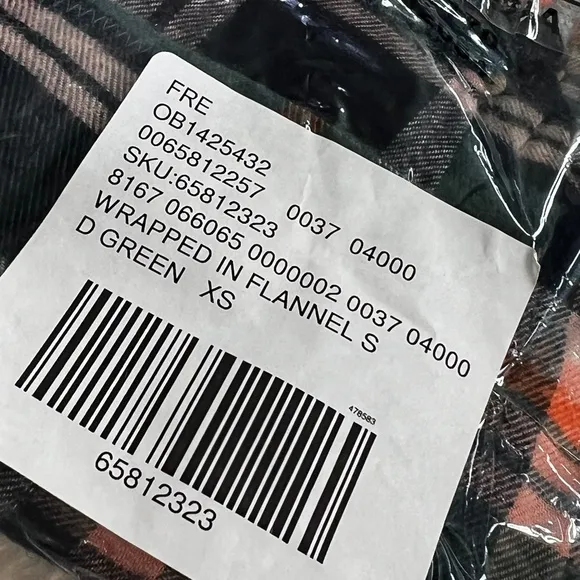 FRE
OB1425432
0065812257 0037 04000
SKU:65812323
8167 066065 0000002 0037 04000
WRAPPED IN FLANNEL S
D GREEN XS
478583
65812323